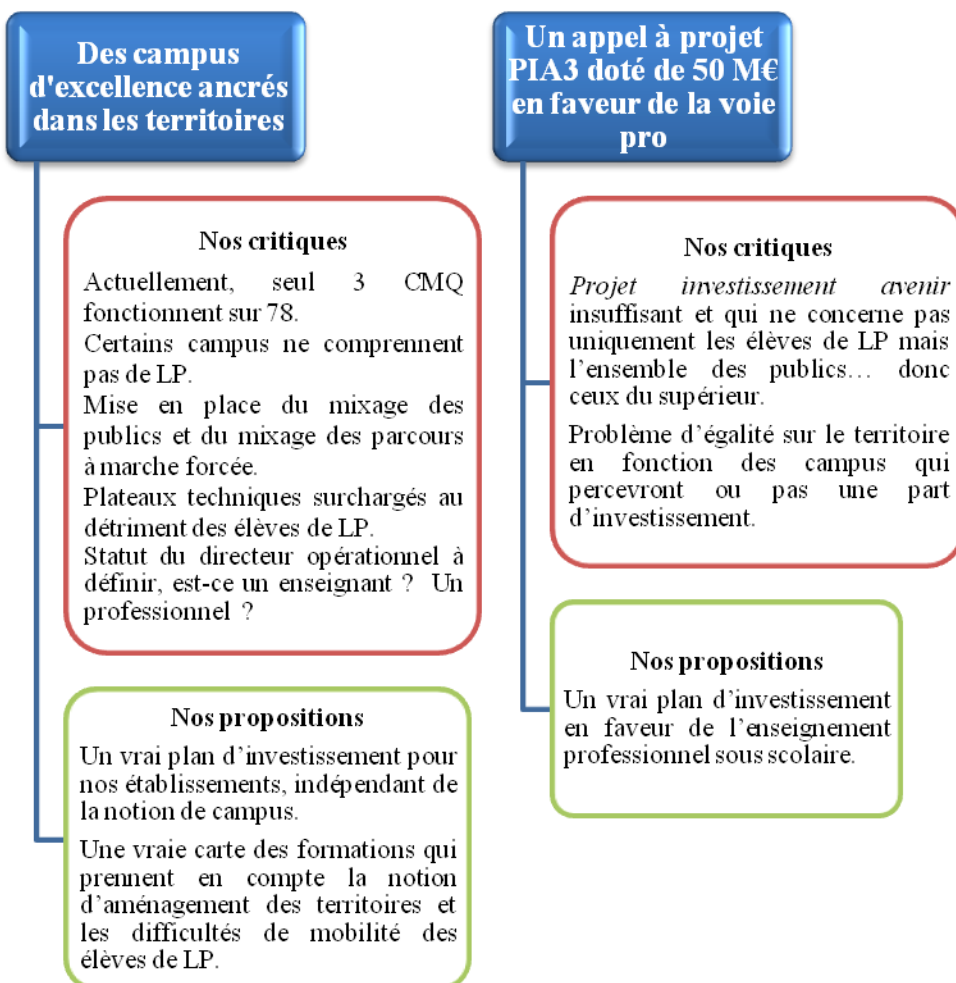 Des campus
d'excellence ancrés
dans les territoires
Nos critiques
Actuellement, seul 3 CMQ
fonctionnent sur 78.
Certains campus ne comprennent
pas de LP.
Mise en place du mixage des
publics et du mixage des parcours
à marche forcée.
Plateaux techniques surchargés au
détriment des élèves de LP.
Statut du directeur opérationnel à
définir, est-ce un enseignant ? Un
professionnel ?
Nos propositions
Un vrai plan d’investissement pour
nos établissements, indépendant de
la notion de campus.
Une vraie carte des formations qui
prennent en compte la notion
d’aménagement des territoires et
les difficultés de mobilité des
élèves de LP.
Un appel à projet
PIA3 doté de 50 M€
en faveur de la voie
pro
Nos critiques
Projet investissement avenir
insuffisant et qui ne concerne pas
uniquement les élèves de LP mais
l’ensemble des publics… donc
ceux du supérieur.
Problème d’égalité sur le territoire
en fonction des campus qui
percevront ou pas une part
d’investissement.
Nos propositions
Un vrai plan d’investissement
en faveur de l’enseignement
professionnel sous scolaire.